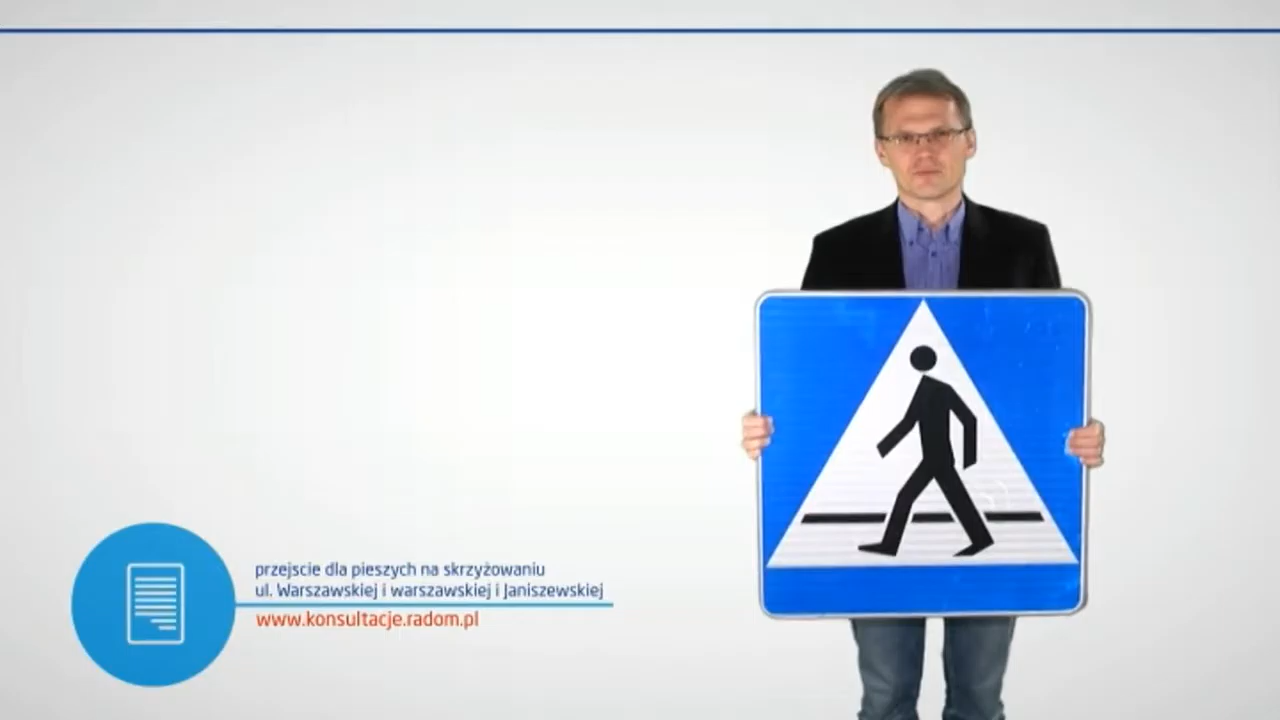 przejscie dla pieszych na skrzyżowaniu
ul. Warszawskiej i warszawskiej i Janiszewskiej
www.konsultacje.radom.pl